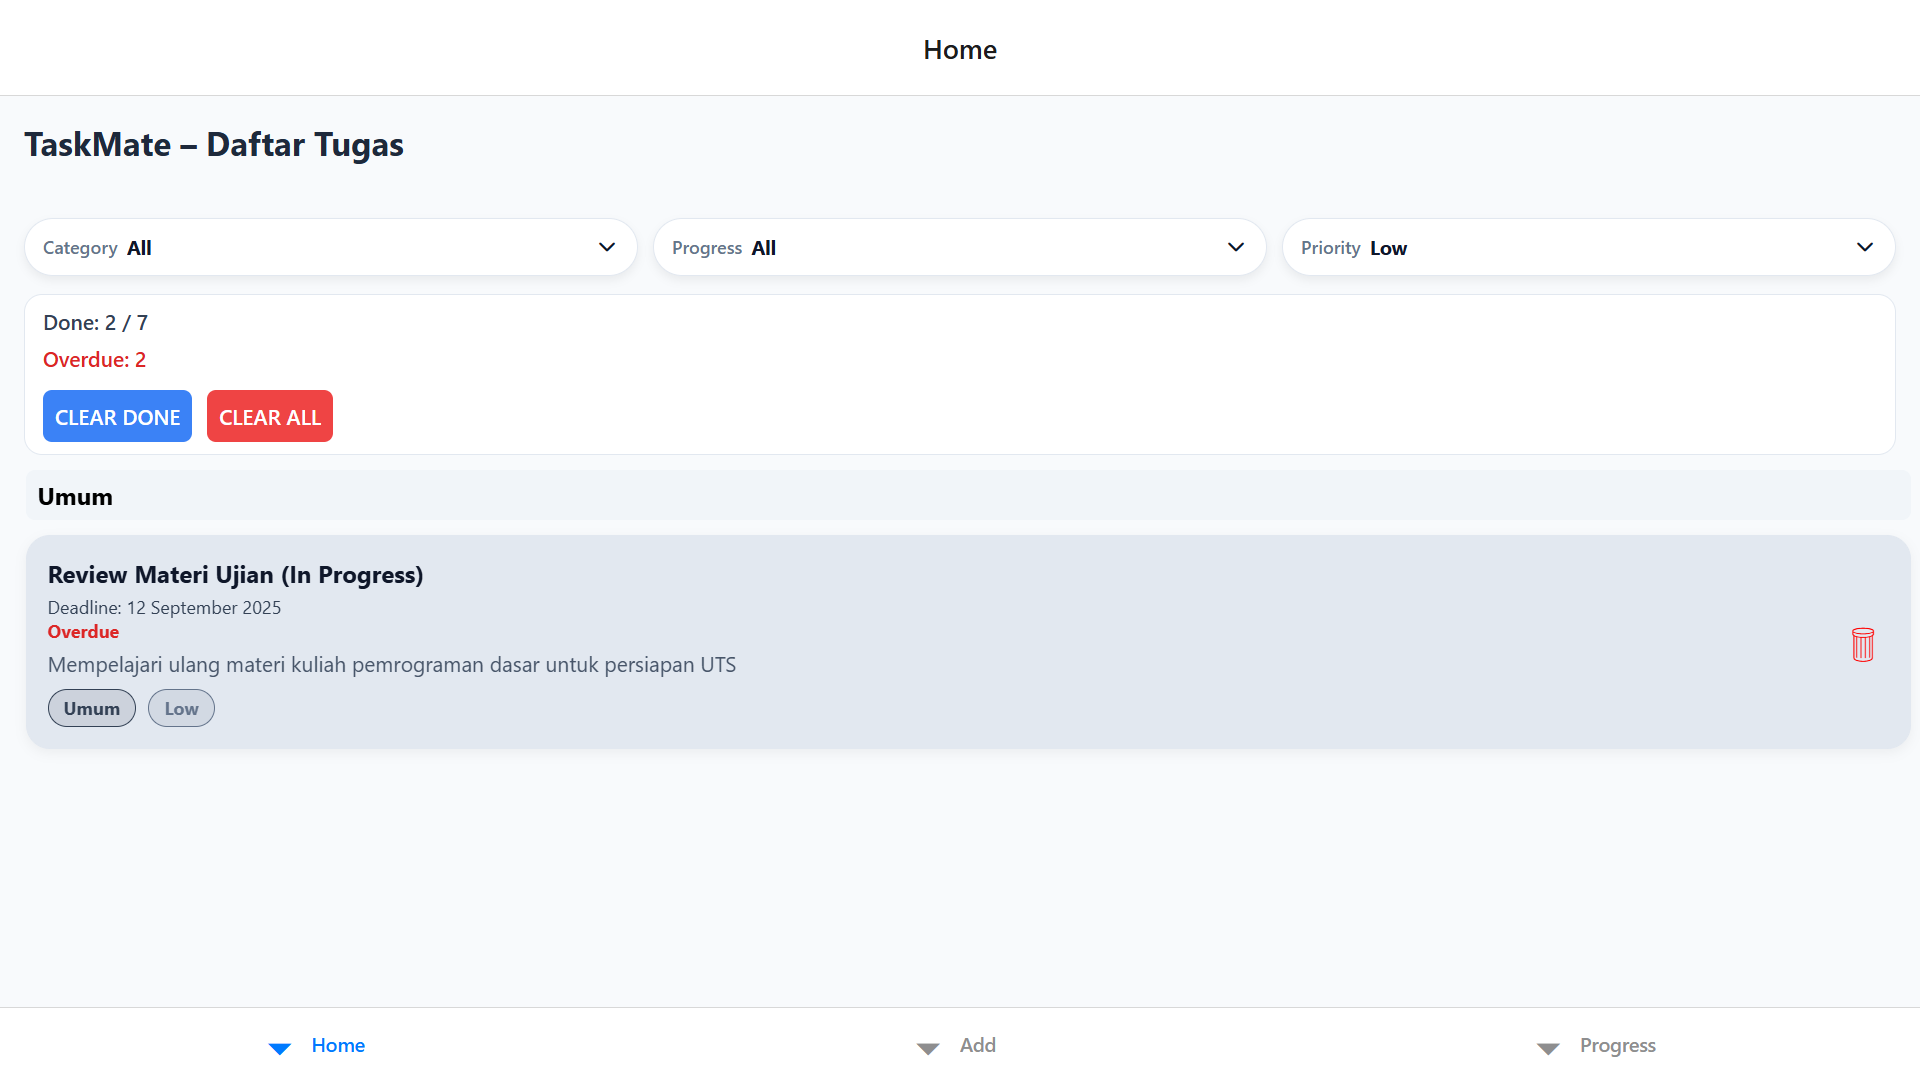 Home
TaskMate – Daftar Tugas
Category All
Progress All
Priority Low
Done: 2 / 7
Overdue: 2
CLEAR DONE
CLEAR ALL
Umum
Review Materi Ujian (In Progress)
Deadline: 12 September 2025
Overdue
Mempelajari ulang materi kuliah pemrograman dasar untuk persiapan UTS
Umum
Low
Home
Add
Progress